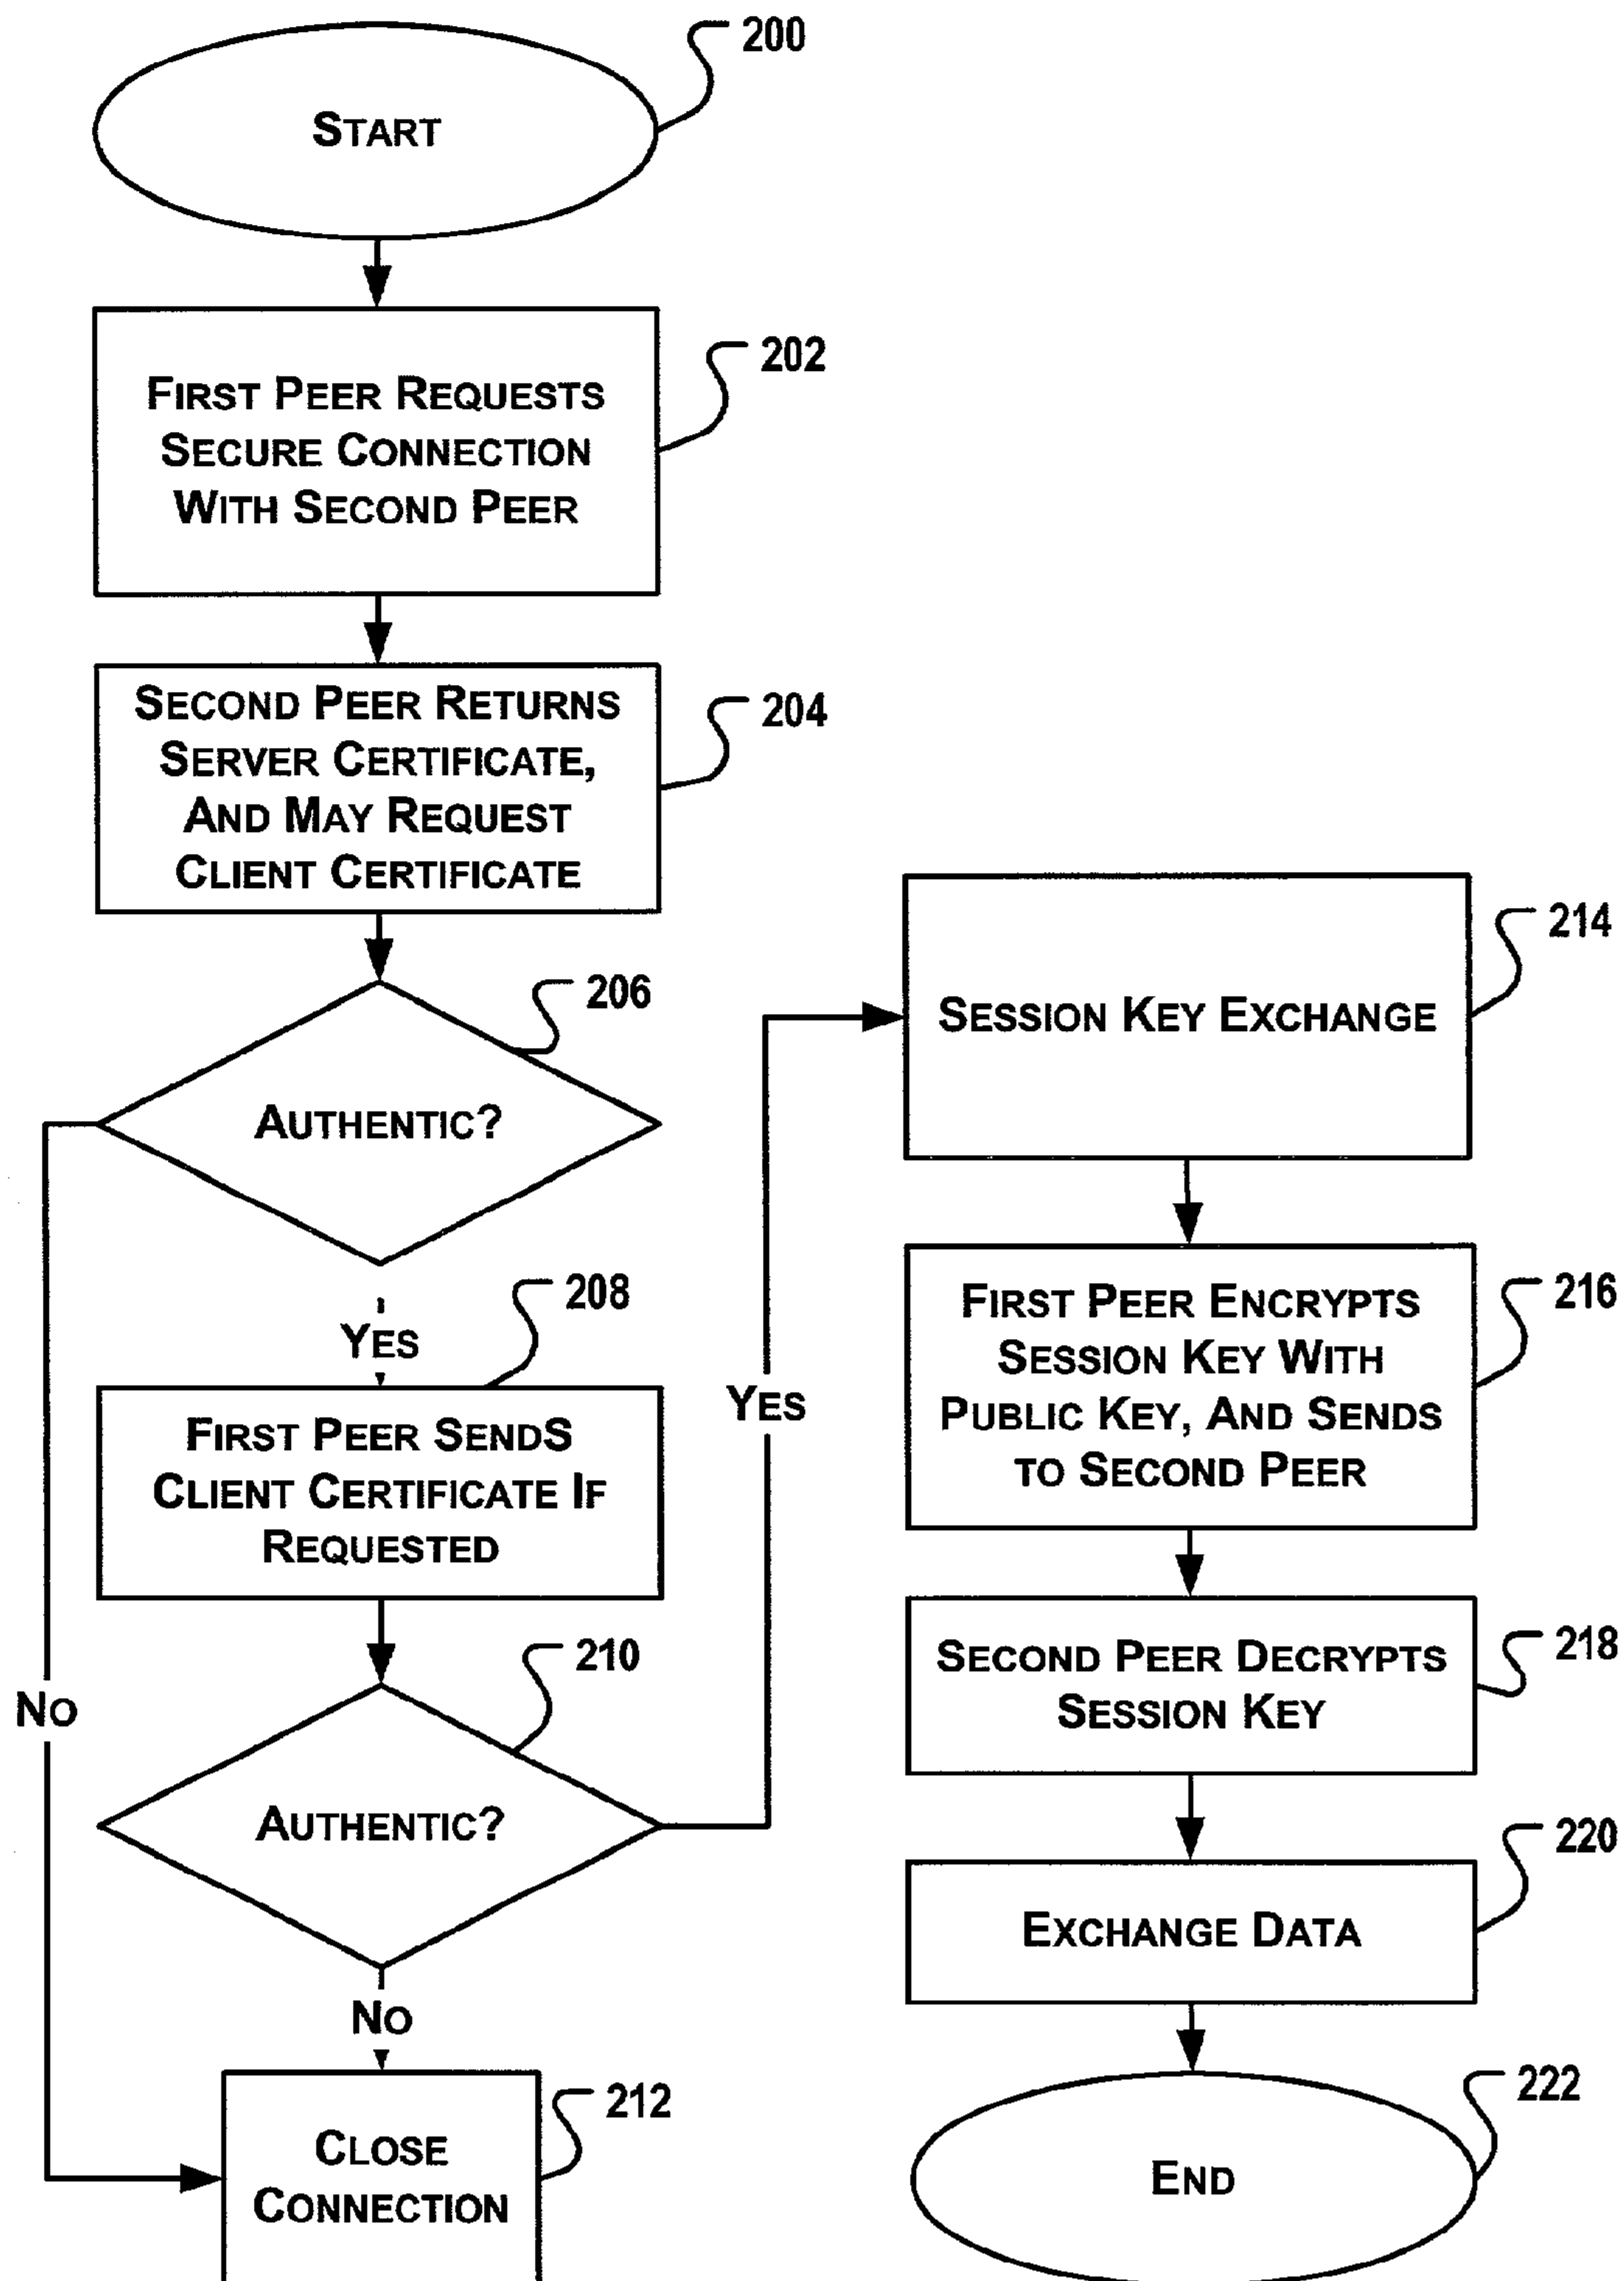 200
START
202
FIRST PEER REQUESTS
SECURE CONNECTION
WITH SECOND PEER
204
SECOND PEER RETURNS
SERVER CERTIFICATE,
AND MAY REQUEST
CLIENT CERTIFICATE
206
AUTHENTIC?
YES
208
FIRST PEER SENDS
CLIENT CERTIFICATE IF
REQUESTED
210
AUTHENTIC?
NO
NO
212
CLOSE
CONNECTION
YES
214
SESSION KEY EXCHANGE
216
FIRST PEER ENCRYPTS
SESSION KEY WITH
PUBLIC KEY, AND SENDS
TO SECOND PEER
218
SECOND PEER DECRYPTS
SESSION KEY
220
EXCHANGE DATA
222
END